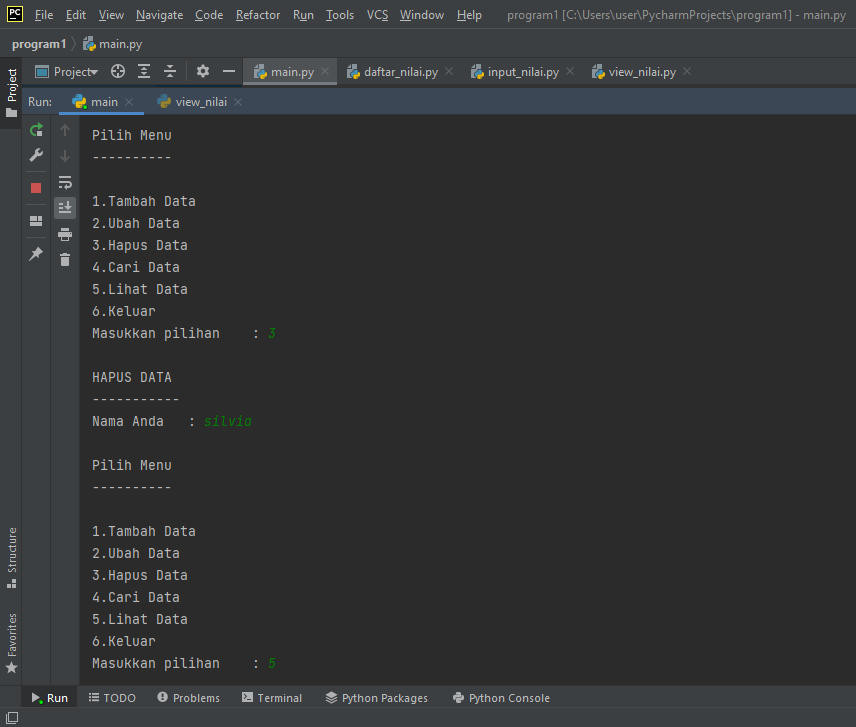 PC File Edit View Navigate Code Refactor Run Tools VCS Window Help program1 [C:\Users\user\PycharmProjects\program1] - main.py
program1 main.py
Project main.py daftar_nilai.py input_nilai.py view_nilai.py
Project
Run: main view_nilai
Pilih Menu
----------
1.Tambah Data
2.Ubah Data
3.Hapus Data
4.Cari Data
5.Lihat Data
6.Keluar
Masukkan pilihan    : 3
HAPUS DATA
-----------
Nama Anda   : silvia
Pilih Menu
----------
1.Tambah Data
2.Ubah Data
3.Hapus Data
4.Cari Data
5.Lihat Data
6.Keluar
Masukkan pilihan    : 5
Structure
Favorites
Run TODO Problems Terminal Python Packages Python Console